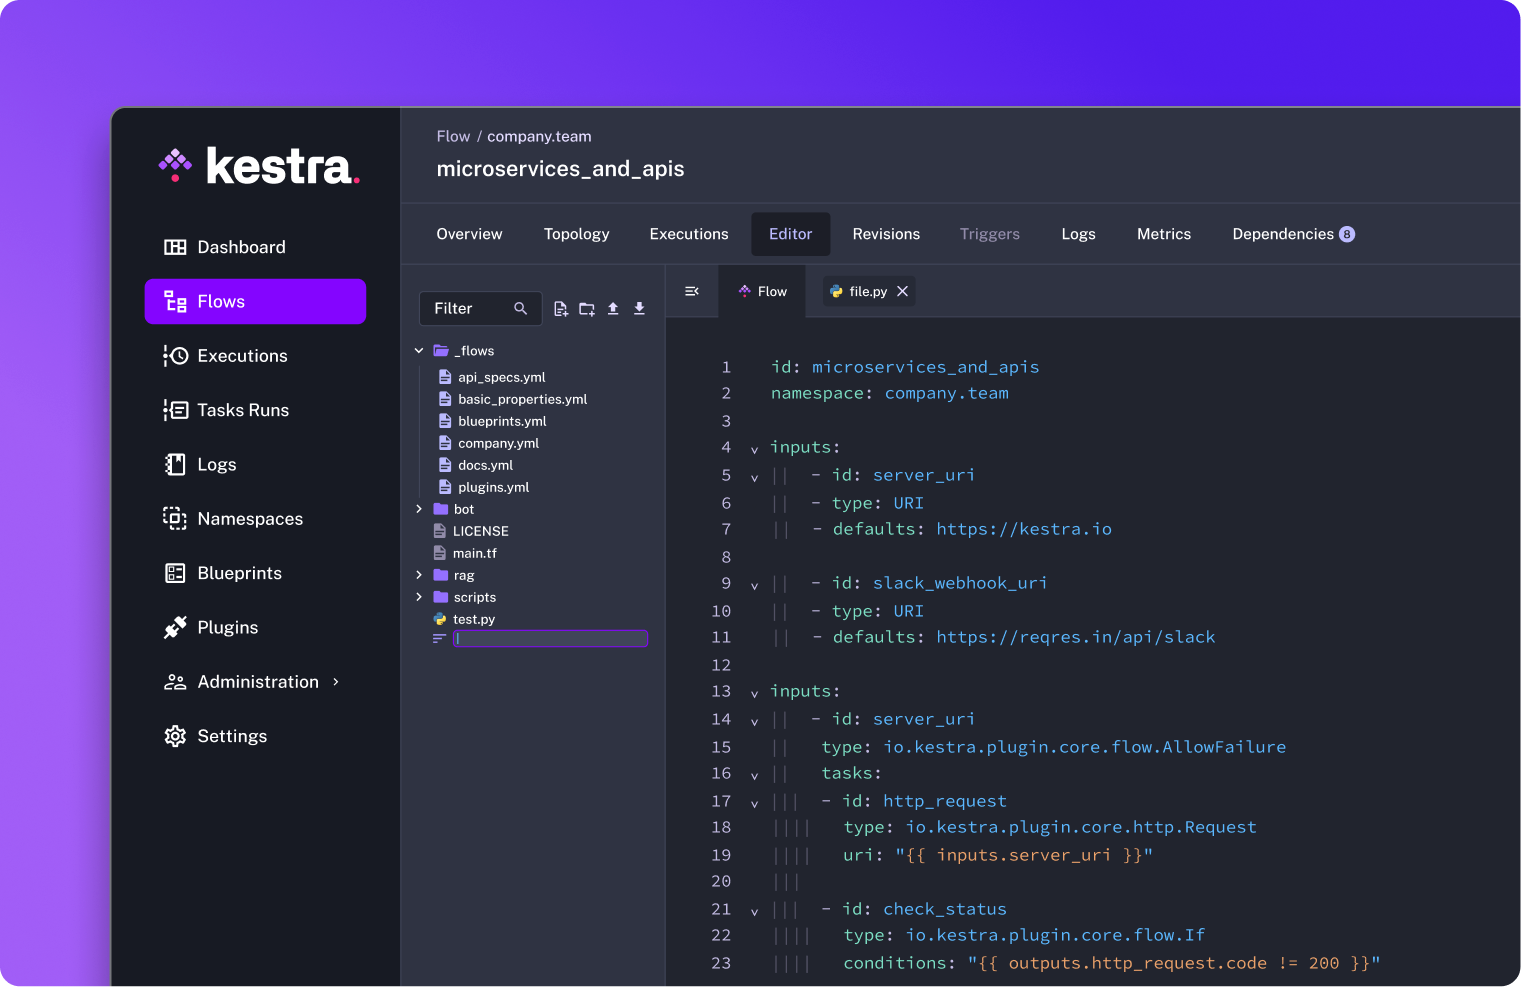 kestra.
Dashboard
Flows
Executions
Tasks Runs
Logs
Namespaces
Blueprints
Plugins
Administration
Settings
Flow / company.team
microservices_and_apis
Overview Topology Executions Editor Revisions Triggers Logs Metrics Dependencies 8
Filter
_flows
api_specs.yml
basic_properties.yml
blueprints.yml
company.yml
docs.yml
plugins.yml
bot
LICENSE
main.tf
rag
scripts
test.py
Flow file.py
1 id: microservices_and_apis
2 namespace: company.team
3
4 inputs:
5 - id: server_uri
6 - type: URI
7 - defaults: https://kestra.io
8
9 - id: slack_webhook_uri
10 - type: URI
11 - defaults: https://reqres.in/api/slack
12
13 inputs:
14 - id: server_uri
15 type: io.kestra.plugin.core.flow.AllowFailure
16 tasks:
17 - id: http_request
18 type: io.kestra.plugin.core.http.Request
19 uri: "{{ inputs.server_uri }}"
20
21 - id: check_status
22 type: io.kestra.plugin.core.flow.If
23 conditions: "{{ outputs.http_request.code != 200 }}"